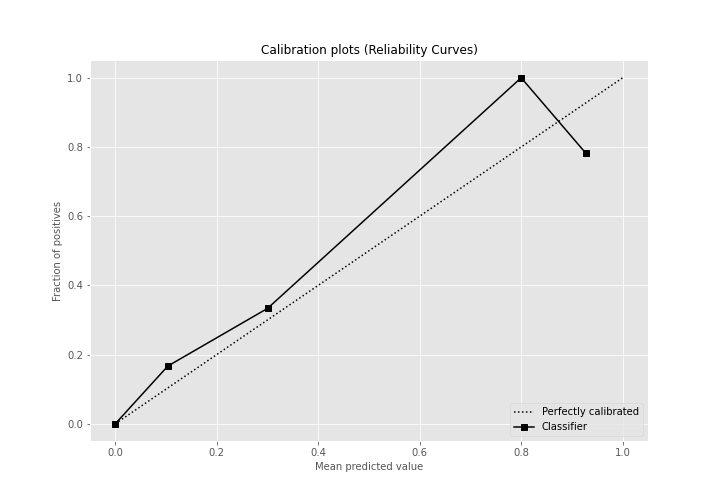 Calibration plots (Reliability Curves)
1.0
0.8
0.6
0.4
0.2
0.0
Fraction of positives
0.0 0.2 0.4 0.6 0.8 1.0
Mean predicted value
Perfectly calibrated
Classifier